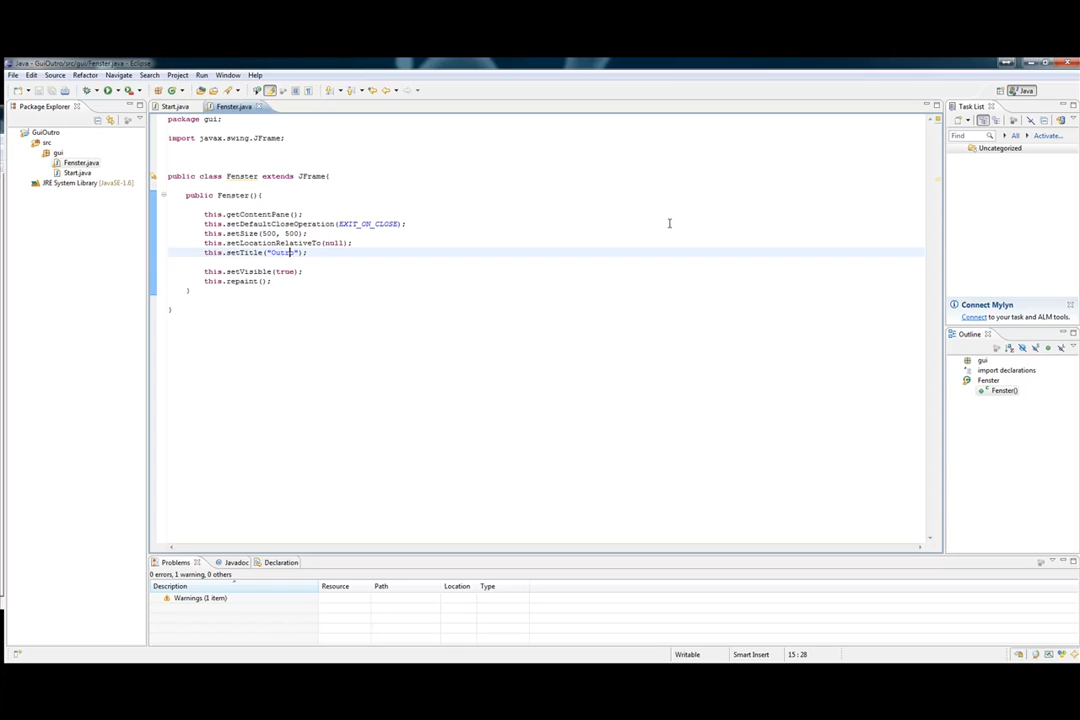 Java - GuiOutro/src/gui/Fenster.java - Eclipse
File Edit Source Refactor Navigate Search Project Run Window Help
Java
Package Explorer
Start.java
Fenster.java
Task List
GuiOutro
src
gui
Fenster.java
Start.java
JRE System Library [JavaSE-1.6]
package gui;
import javax.swing.JFrame;
public class Fenster extends JFrame{
public Fenster(){
this.getContentPane();
this.setDefaultCloseOperation(EXIT_ON_CLOSE);
this.setSize(500, 500);
this.setLocationRelativeTo(null);
this.setTitle("Outro");
this.setVisible(true);
this.repaint();
}
}
Find
All
Activate...
Uncategorized
Connect Mylyn
Connect to your task and ALM tools.
Outline
gui
import declarations
Fenster
Fenster()
Problems
Javadoc
Declaration
0 errors, 1 warning, 0 others
Description Resource Path Location Type
Warnings (1 item)
Writable Smart Insert 15 : 28